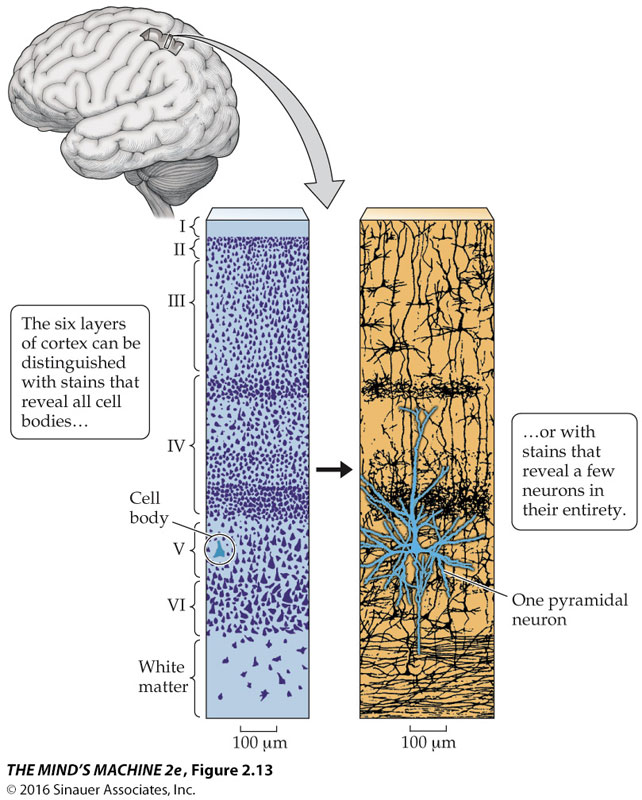 I
II
III
The six layers
of cortex can be
distinguished
with stains that
reveal all cell
bodies…
IV
…or with
stains that
reveal a few
neurons in
their entirety.
Cell
body
V
VI
One pyramidal
neuron
White
matter
100 μm
100 μm
THE MIND’S MACHINE 2e, Figure 2.13
© 2016 Sinauer Associates, Inc.